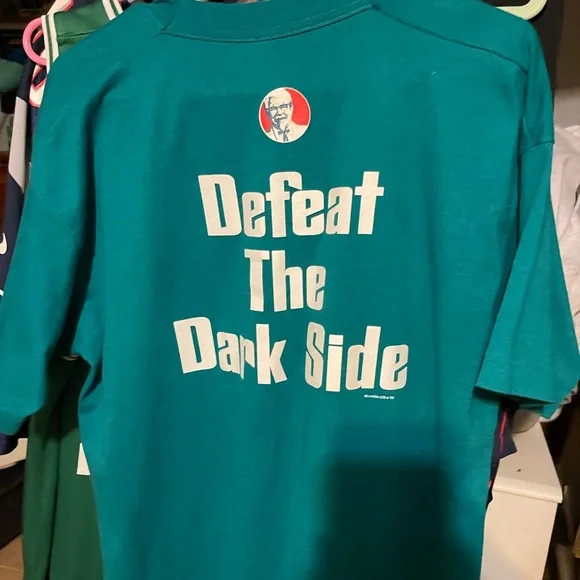 Defeat
The
Dark Side